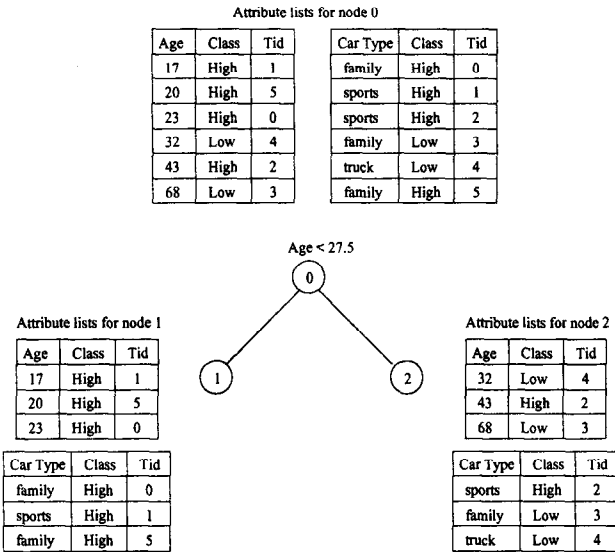 Attribute lists for node 0
Age Class Tid
17 High 1
20 High 5
23 High 0
32 Low 4
43 High 2
68 Low 3
Car Type Class Tid
family High 0
sports High 1
sports High 2
family Low 3
truck Low 4
family High 5
Age < 27.5
0
1
2
Attribute lists for node 1
Age Class Tid
17 High 1
20 High 5
23 High 0
Car Type Class Tid
family High 0
sports High 1
family High 5
Attribute lists for node 2
Age Class Tid
32 Low 4
43 High 2
68 Low 3
Car Type Class Tid
sports High 2
family Low 3
truck Low 4